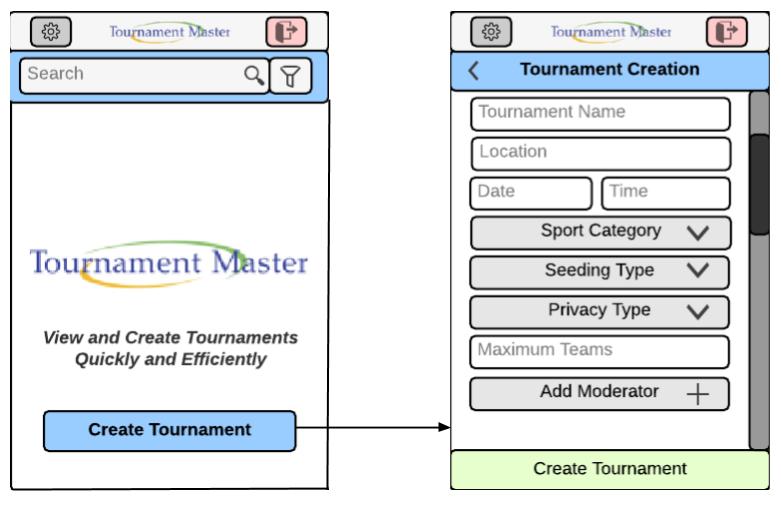 Tournament Master
Search
Tournament Master
View and Create Tournaments
Quickly and Efficiently
Create Tournament
Tournament Master
Tournament Creation
Tournament Name
Location
Date
Time
Sport Category
Seeding Type
Privacy Type
Maximum Teams
Add Moderator
Create Tournament